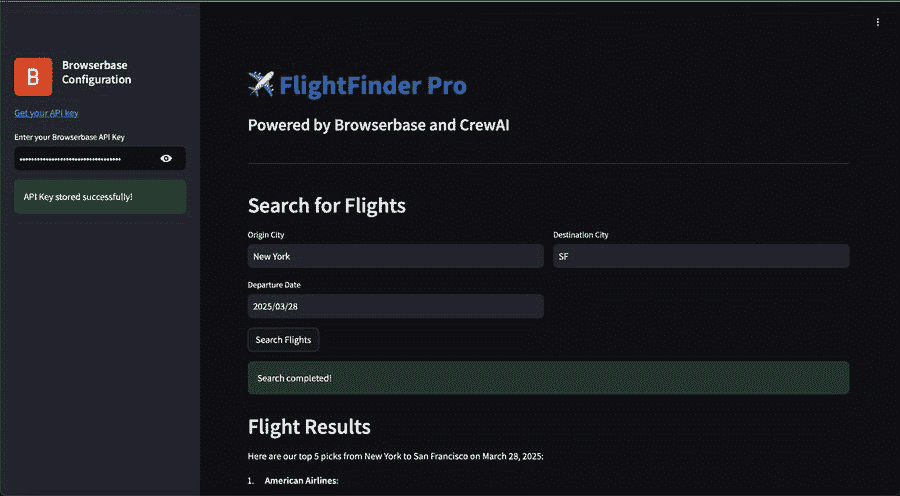 B
Browserbase
Configuration
Get your API key
Enter your Browserbase API Key
API Key stored successfully!
FlightFinder Pro
Powered by Browserbase and CrewAI
Search for Flights
Origin City
New York
Destination City
SF
Departure Date
2025/03/28
Search Flights
Search completed!
Flight Results
Here are our top 5 picks from New York to San Francisco on March 28, 2025:
1. American Airlines: